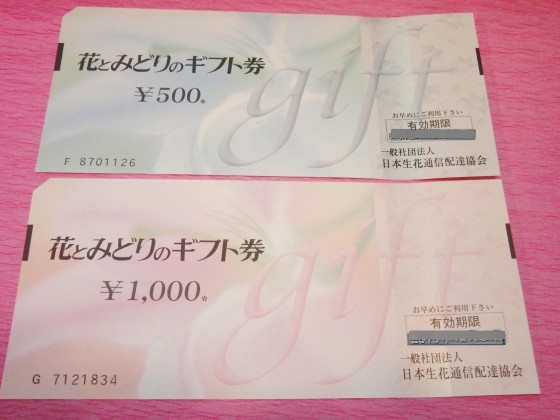 花とみどりのギフト券
¥500※
gift
お早めにご利用下さい
有効期限
一般社団法人
日本生花通信配達協会
F 8701126
花とみどりのギフト券
¥1,000※
gift
お早めにご利用下さい
有効期限
一般社団法人
日本生花通信配達協会
G 7121834